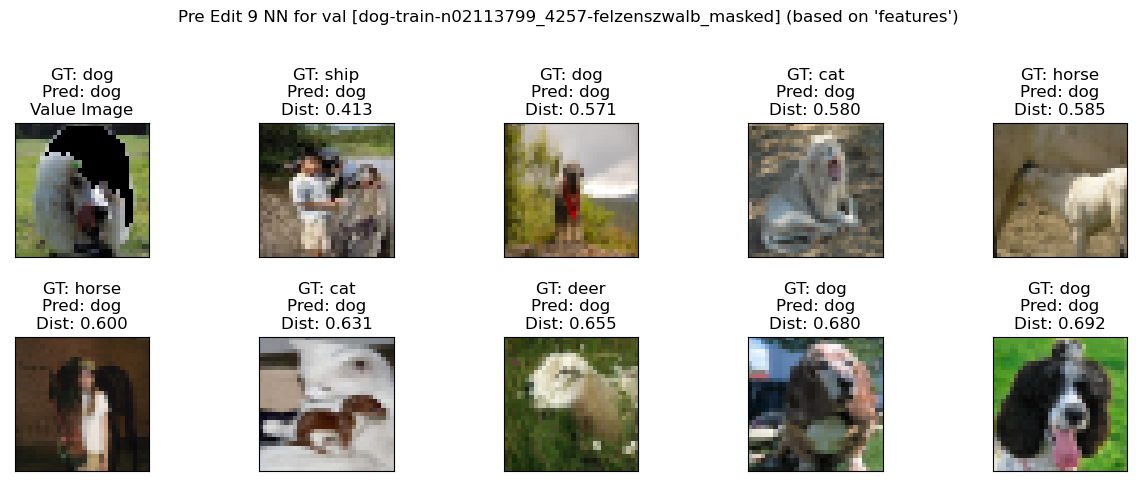 Pre Edit 9 NN for val [dog-train-n02113799_4257-felzenszwalb_masked] (based on 'features')
GT: dog
Pred: dog
Value Image
GT: ship
Pred: dog
Dist: 0.413
GT: dog
Pred: dog
Dist: 0.571
GT: cat
Pred: dog
Dist: 0.580
GT: horse
Pred: dog
Dist: 0.585
GT: horse
Pred: dog
Dist: 0.600
GT: cat
Pred: dog
Dist: 0.631
GT: deer
Pred: dog
Dist: 0.655
GT: dog
Pred: dog
Dist: 0.680
GT: dog
Pred: dog
Dist: 0.692